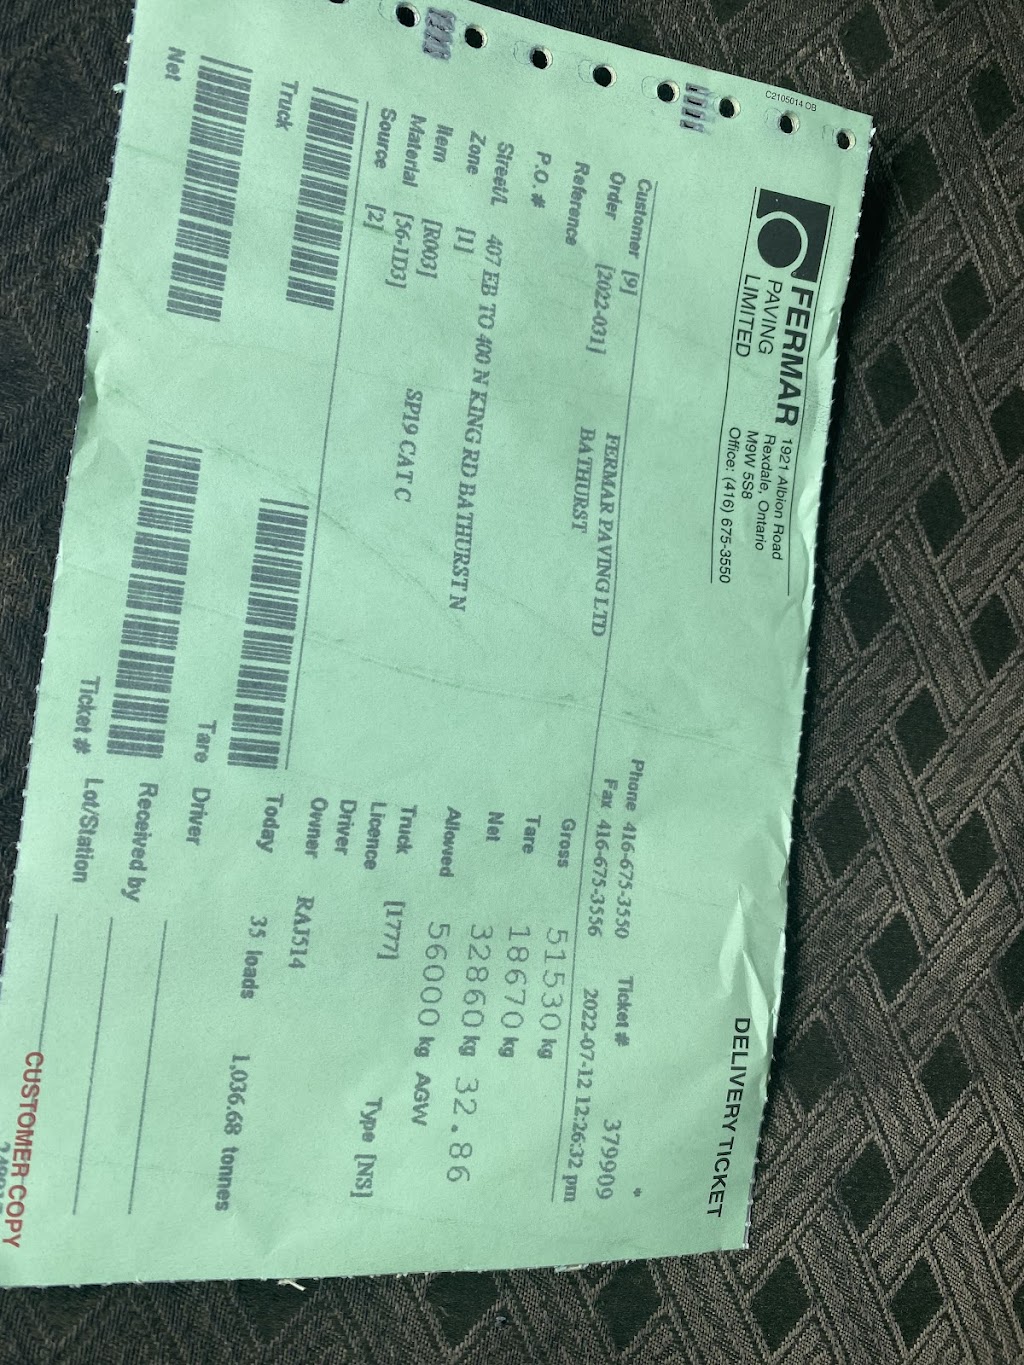 C2105014 OB
FERMAR
PAVING
LIMITED
1921 Albion Road
Rexdale, Ontario
M9W 5S8
Office: (416) 675-3550
DELIVERY TICKET
Customer [9] FERMAR PAVING LTD Phone 416-675-3550 Ticket # 379909 *
Order [2022-031] BATHURST Fax 416-675-3556 2022-07-12 12:26:32 pm
Reference
P.O. #
Street/L 407 EB TO 400 N KING RD BATHURST N
Zone [1]
Item [R003]
Material [56-1D3] SP19 CAT C
Source [2]
Gross 51530 kg
Tare 18670 kg
Net 32860 kg 32.86
Allowed 56000 kg AGW
Truck [1777]
Licence Type [NS]
Driver
Owner RAJ514
Today 35 loads 1,036.68 tonnes
Truck Tare
Net Ticket #
Driver
Received by
Lot/Station
CUSTOMER COPY